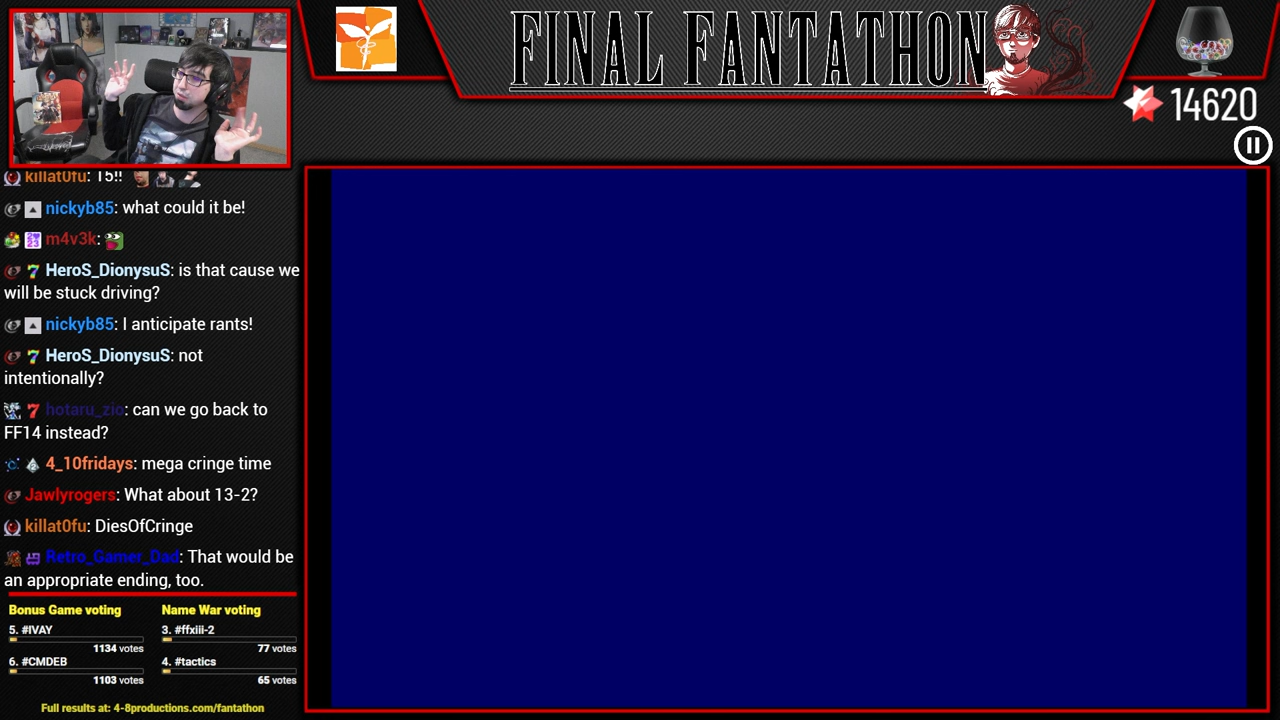 FINAL FANTATHON
14620
killat0fu: 15!!
nickyb85: what could it be!
m4v3k:
HeroS_DionysuS: is that cause we
will be stuck driving?
nickyb85: I anticipate rants!
HeroS_DionysuS: not
intentionally?
hotaru_zio: can we go back to
FF14 instead?
4_10fridays: mega cringe time
Jawlyrogers: What about 13-2?
killat0fu: DiesOfCringe
Retro_Gamer_Dad: That would be
an appropriate ending, too.
Bonus Game voting
5. #IVAY
1134 votes
6. #CMDEB
1103 votes
Name War voting
3. #ffxiii-2
77 votes
4. #tactics
65 votes
Full results at: 4-8productions.com/fantathon